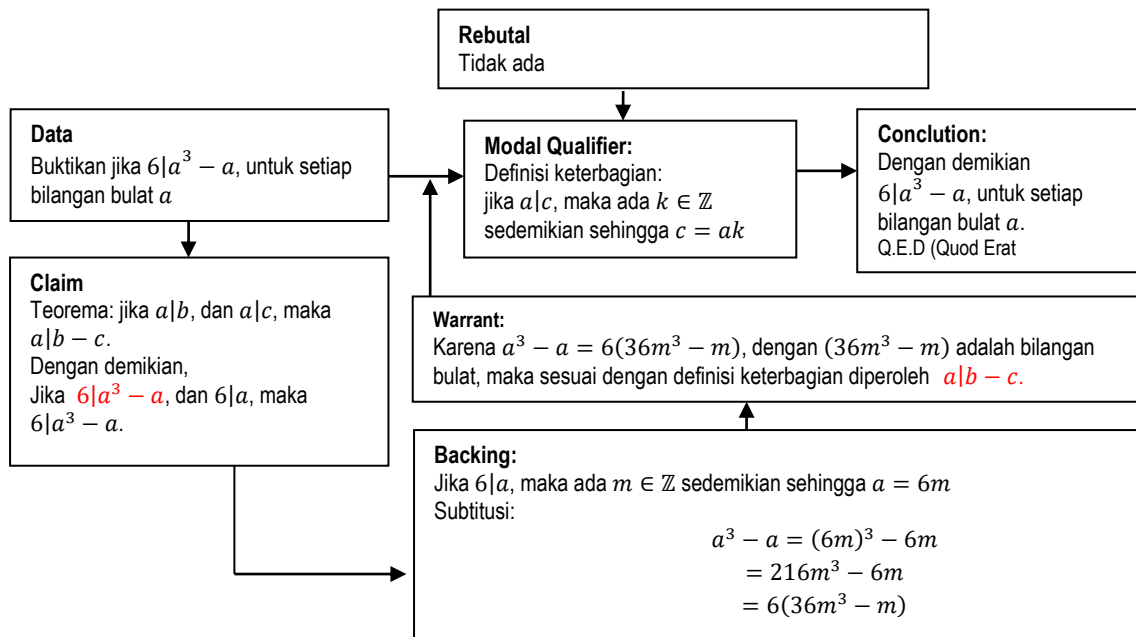 Rebutal
Tidak ada
Data
Buktikan jika 6|a³ − a, untuk setiap
bilangan bulat a
Modal Qualifier:
Definisi keterbagian:
jika a|c, maka ada k ∈ ℤ
sedemikian sehingga c = ak
Conclution:
Dengan demikian
6|a³ − a, untuk setiap
bilangan bulat a.
Q.E.D (Quod Erat
Claim
Teorema: jika a|b, dan a|c, maka
a|b − c.
Dengan demikian,
Jika 6|a³ − a, dan 6|a, maka
6|a³ − a.
Warrant:
Karena a³ − a = 6(36m³ − m), dengan (36m³ − m) adalah bilangan
bulat, maka sesuai dengan definisi keterbagian diperoleh a|b − c.
Backing:
Jika 6|a, maka ada m ∈ ℤ sedemikian sehingga a = 6m
Subtitusi:
a³ − a = (6m)³ − 6m
= 216m³ − 6m
= 6(36m³ − m)